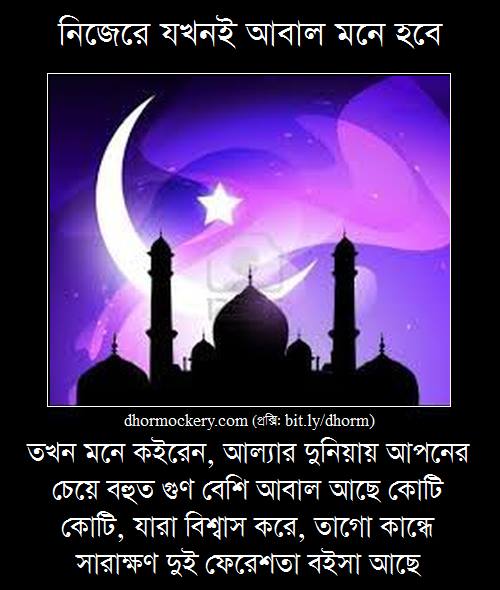 নিজেরে যখনই আবাল মনে হবে
dhormockery.com (প্রক্সি: bit.ly/dhorm)
তখন মনে কইরেন, আল্যার দুনিয়ায় আপনের
চেয়ে বহুত গুণ বেশি আবাল আছে কোটি
কোটি, যারা বিশ্বাস করে, তাগো কান্ধে
সারাক্ষণ দুই ফেরেশতা বইসা আছে